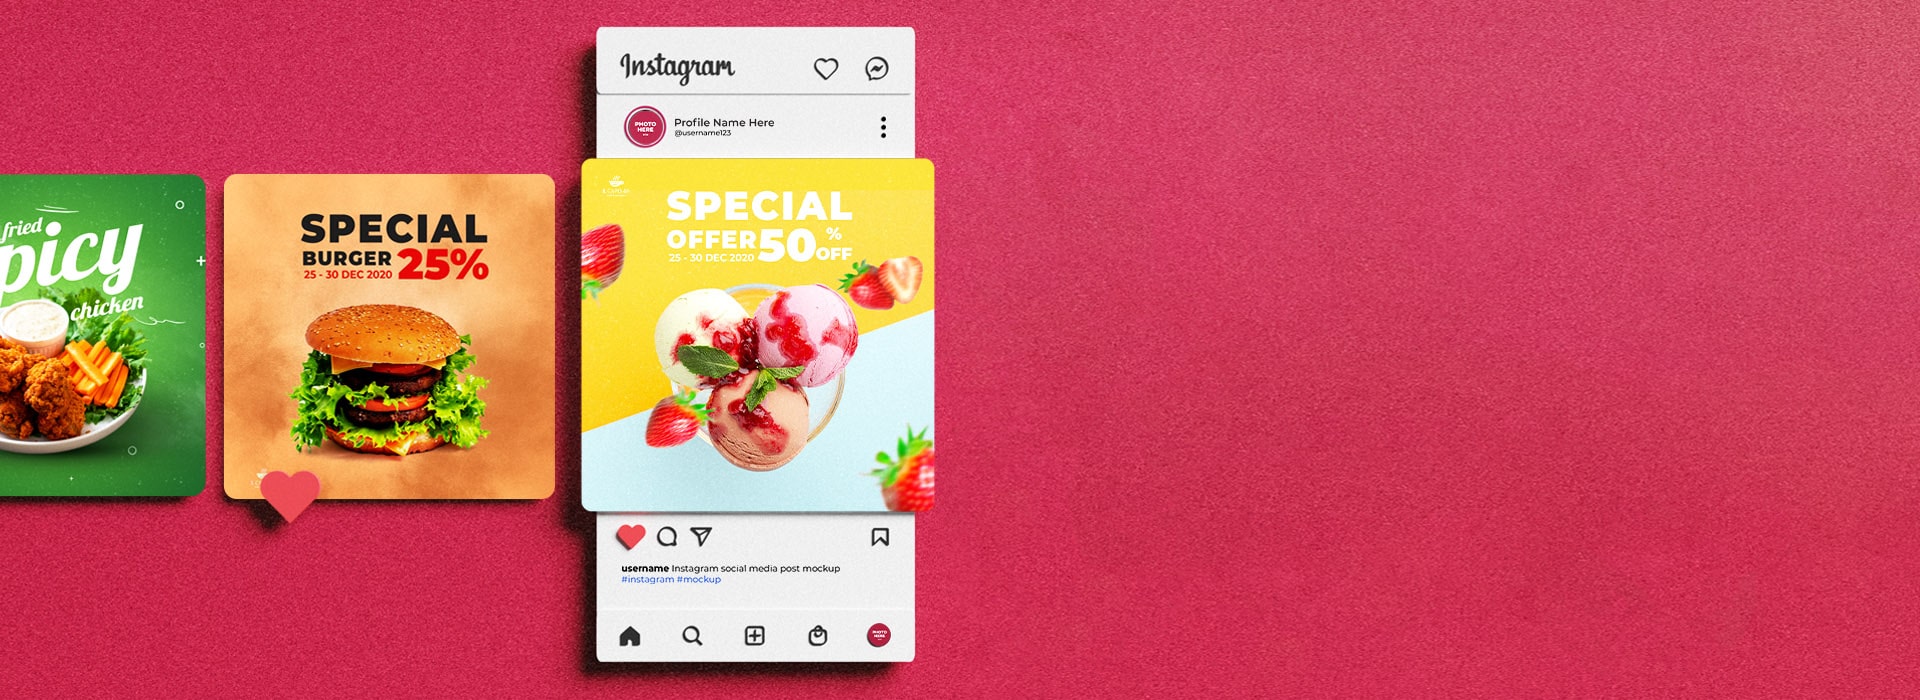 fried
picy
chicken
SPECIAL
BURGER 25%
25 - 30 DEC 2020
Instagram
PHOTO
HERE
Profile Name Here
@username123
SPECIAL
OFFER 50% OFF
25 - 30 DEC 2020
username Instagram social media post mockup
#instagram #mockup
PHOTO
HERE